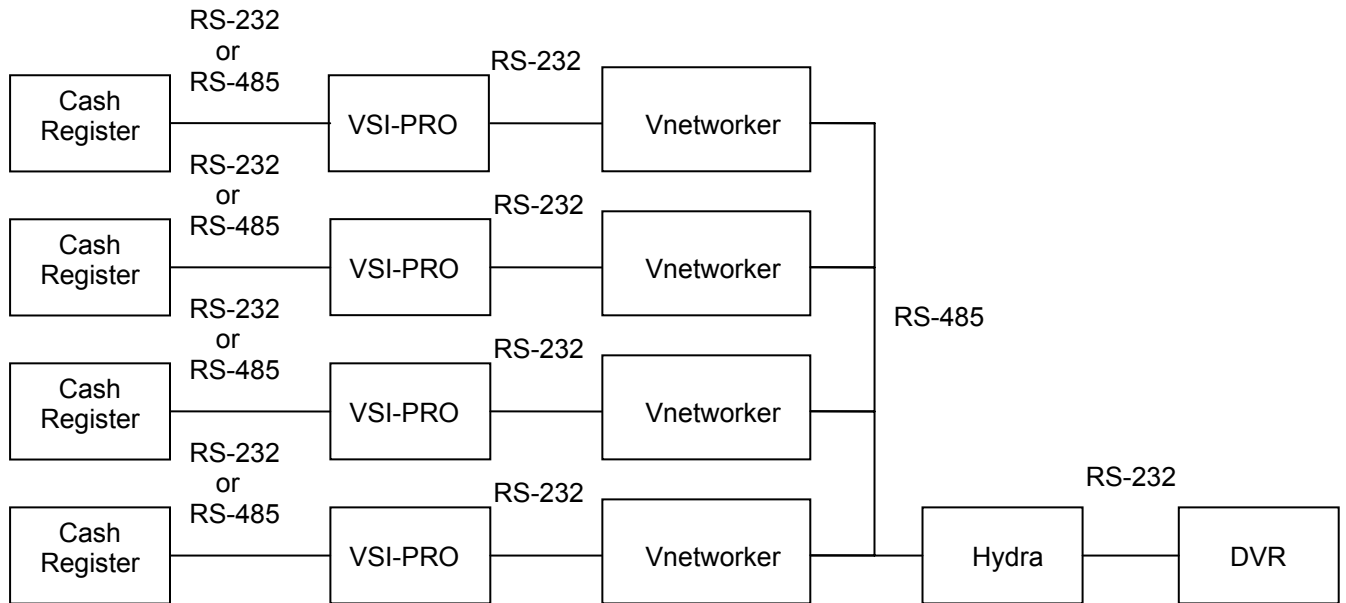 RS-232
or
RS-485
RS-232
Cash
Register
VSI-PRO
Vnetworker
RS-232
or
RS-485
RS-232
Cash
Register
VSI-PRO
Vnetworker
RS-485
RS-232
or
RS-485
RS-232
Cash
Register
VSI-PRO
Vnetworker
RS-232
or
RS-485
RS-232
RS-232
Cash
Register
VSI-PRO
Vnetworker
Hydra
DVR